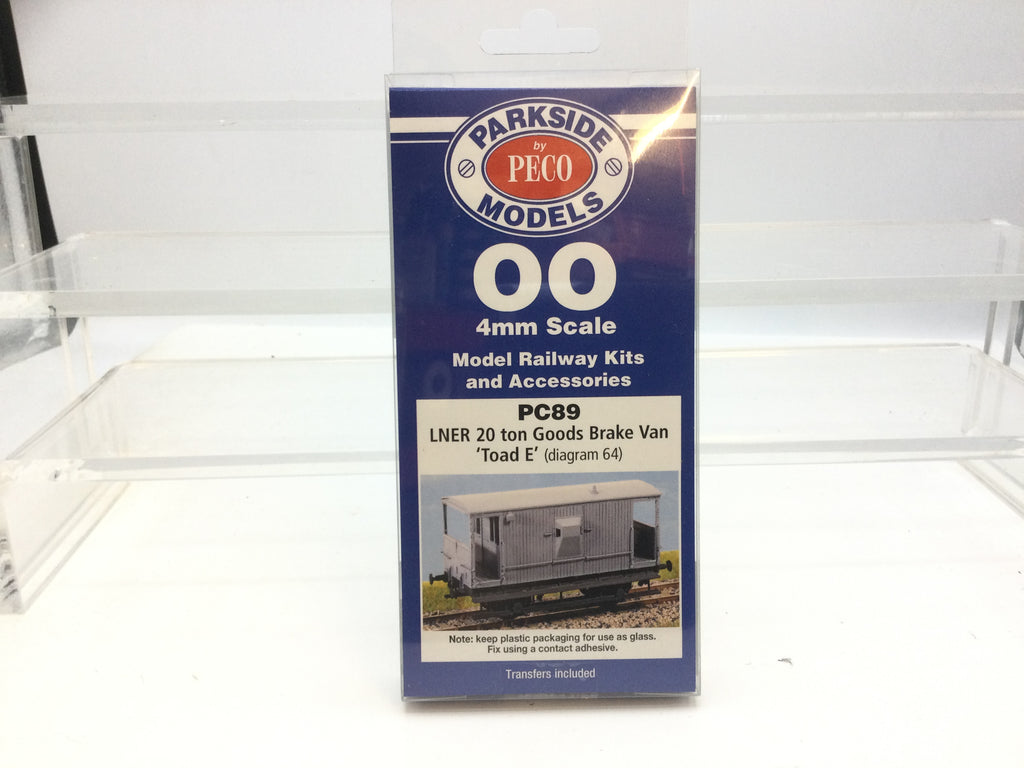 PARKSIDE
by
PECO
MODELS
OO
4mm Scale
Model Railway Kits
and Accessories
PC89
LNER 20 ton Goods Brake Van
‘Toad E’ (diagram 64)
Note: keep plastic packaging for use as glass.
Fix using a contact adhesive.
Transfers included